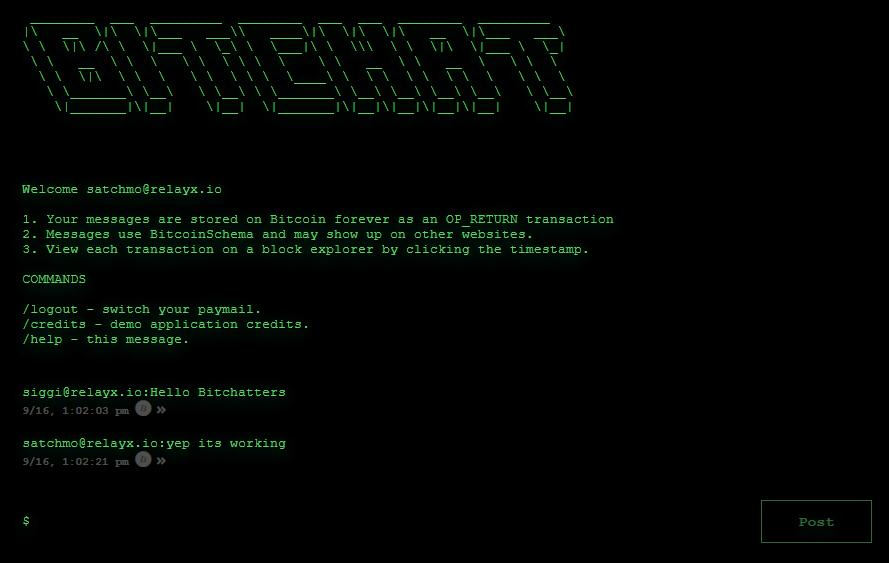 BITCHAT
Welcome satchmo@relayx.io
1. Your messages are stored on Bitcoin forever as an OP_RETURN transaction
2. Messages use BitcoinSchema and may show up on other websites.
3. View each transaction on a block explorer by clicking the timestamp.
COMMANDS
/logout - switch your paymail.
/credits - demo application credits.
/help - this message.
siggi@relayx.io:Hello Bitchatters
9/16, 1:02:03 pm B »
satchmo@relayx.io:yep its working
9/16, 1:02:21 pm B »
$
Post